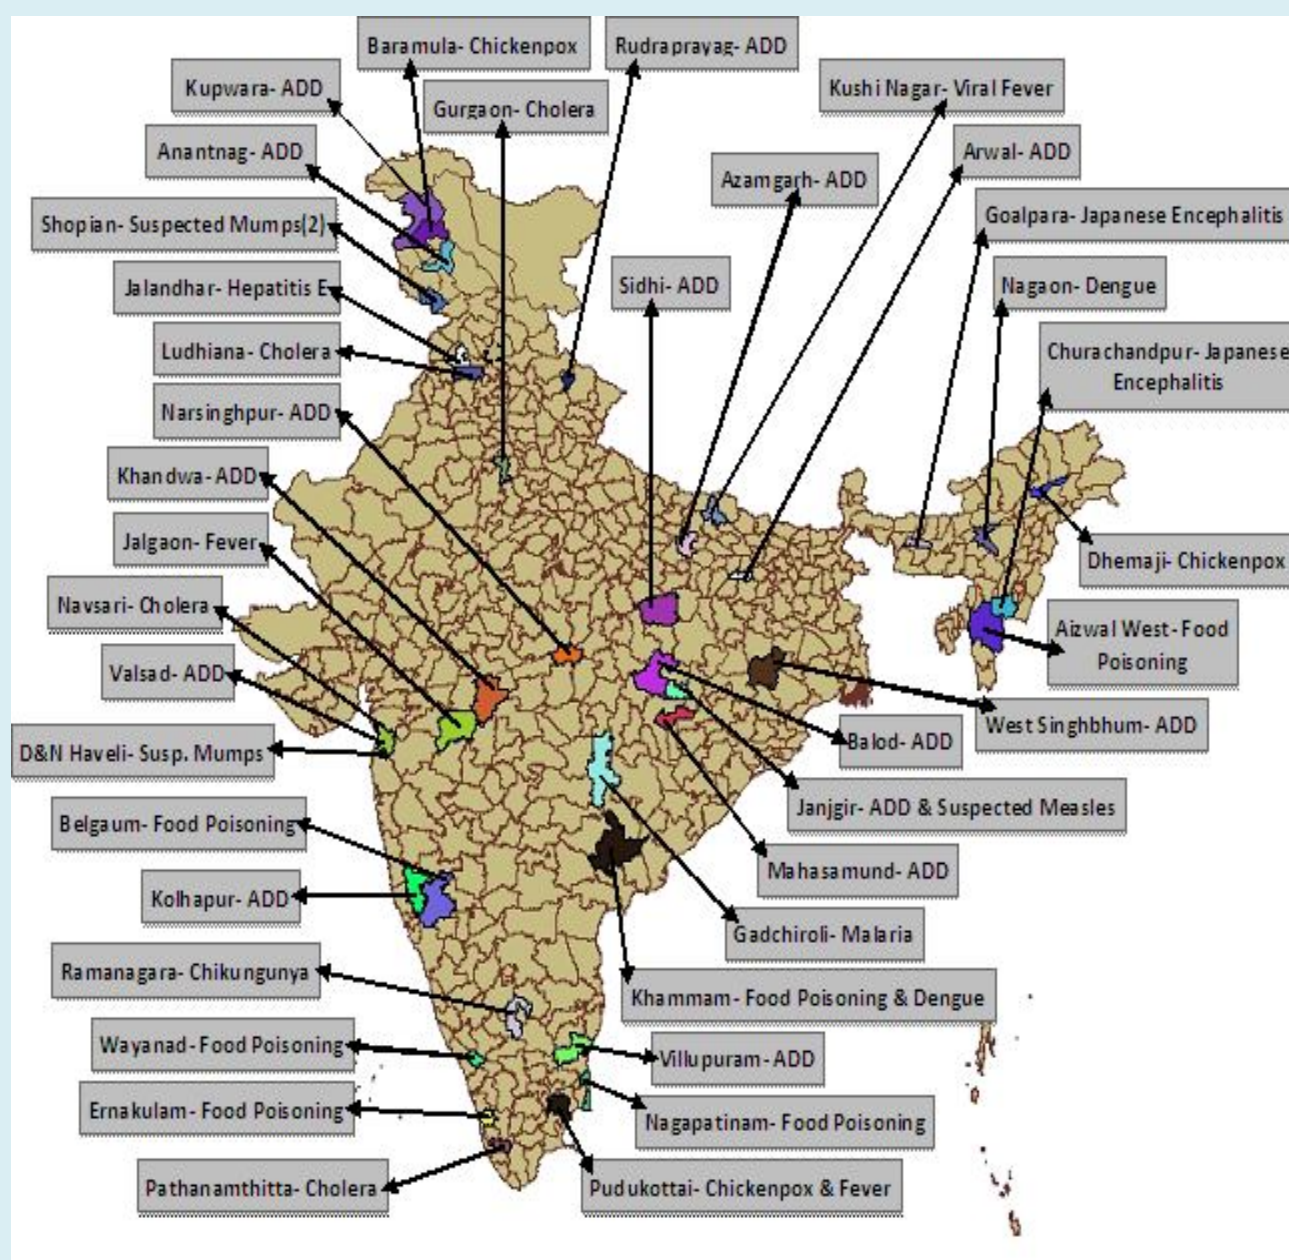 Baramula- Chickenpox
Rudraprayag- ADD
Kupwara- ADD
Gurgaon- Cholera
Kushi Nagar- Viral Fever
Anantnag- ADD
Arwal- ADD
Azamgarh- ADD
Shopian- Suspected Mumps(2)
Goalpara- Japanese Encephalitis
Jalandhar- Hepatitis E
Sidhi- ADD
Nagaon- Dengue
Ludhiana- Cholera
Churachandpur- Japanese
Encephalitis
Narsinghpur- ADD
Khandwa- ADD
Jalgaon- Fever
Dhemaji- Chickenpox
Navsari- Cholera
Aizwal West- Food
Poisoning
Valsad- ADD
West Singhbhum- ADD
D&N Haveli- Susp. Mumps
Balod- ADD
Janjgir- ADD & Suspected Measles
Belgaum- Food Poisoning
Mahasamund- ADD
Kolhapur- ADD
Gadchiroli- Malaria
Ramanagara- Chikungunya
Khammam- Food Poisoning & Dengue
Wayanad- Food Poisoning
Villupuram- ADD
Ernakulam- Food Poisoning
Nagapatinam- Food Poisoning
Pathanamthitta- Cholera
Pudukottai- Chickenpox & Fever